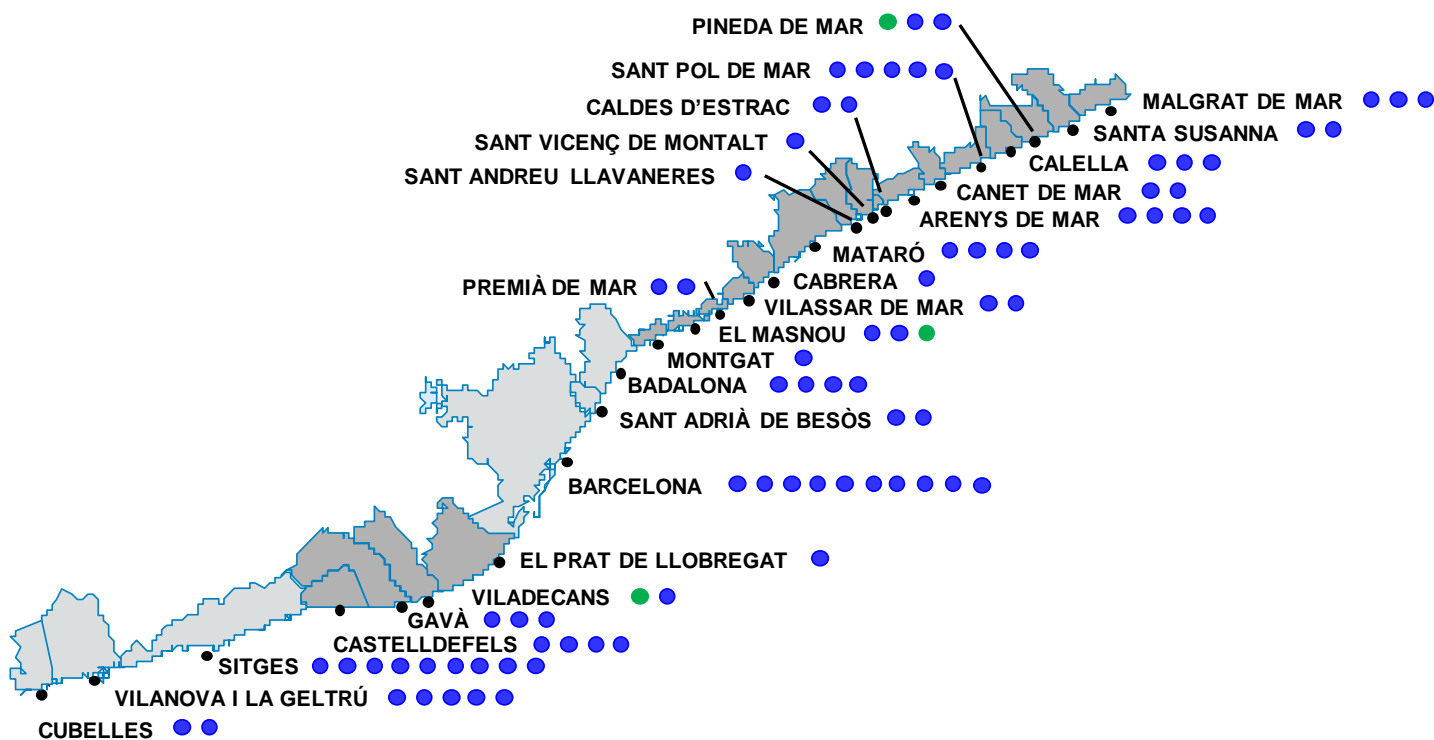 PINEDA DE MAR
SANT POL DE MAR
CALDES D'ESTRAC
MALGRAT DE MAR
SANTA SUSANNA
SANT VICENÇ DE MONTALT
CALELLA
SANT ANDREU LLAVANERES
CANET DE MAR
ARENYS DE MAR
MATARÓ
CABRERA
PREMIÀ DE MAR
VILASSAR DE MAR
EL MASNOU
MONTGAT
BADALONA
SANT ADRIÀ DE BESÒS
BARCELONA
EL PRAT DE LLOBREGAT
VILADECANS
GAVÀ
CASTELLDEFELS
SITGES
VILANOVA I LA GELTRÚ
CUBELLES